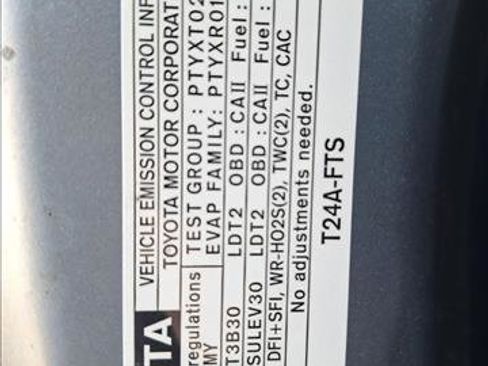 TA
VEHICLE EMISSION CONTROL INF
TOYOTA MOTOR CORPORAT
regulations TEST GROUP : PTYXT02
MY EVAP FAMILY: PTYXR01
T3B30 LDT2 OBD : CAII Fuel :
SULEV30 LDT2 OBD : CAII Fuel :
DFI+SFI, WR-HO2S(2), TWC(2), TC, CAC
No adjustments needed.
T24A-FTS